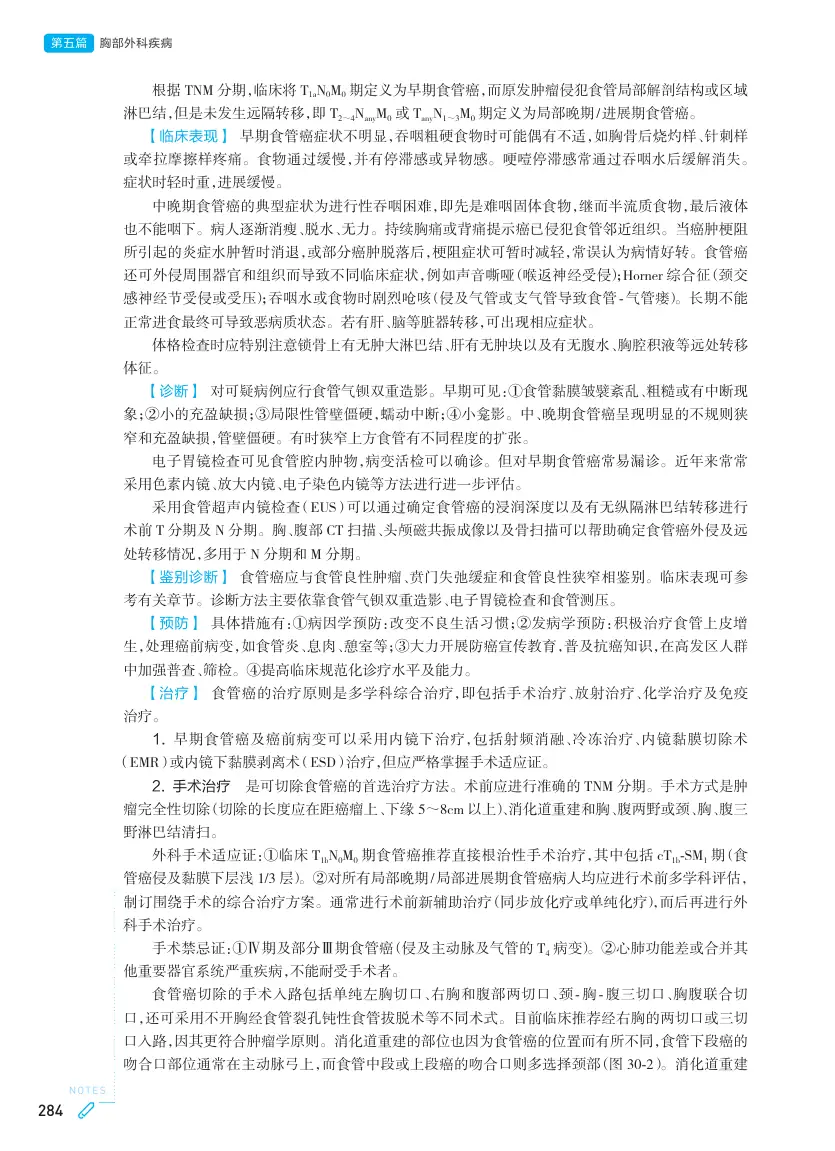 第五篇 胸部外科疾病
根据 TNM 分期,临床将 T1aN0M0 期定义为早期食管癌,而原发肿瘤侵犯食管局部解剖结构或区域
淋巴结,但是未发生远隔转移,即 T2~4NanyM0 或 TanyN1~3M0 期定义为局部晚期/进展期食管癌。
【临床表现】 早期食管癌症状不明显,吞咽粗硬食物时可能偶有不适,如胸骨后烧灼样、针刺样
或牵拉摩擦样疼痛。食物通过缓慢,并有停滞感或异物感。哽噎停滞感常通过吞咽水后缓解消失。
症状时轻时重,进展缓慢。
中晚期食管癌的典型症状为进行性吞咽困难,即先是难咽固体食物,继而半流质食物,最后液体
也不能咽下。病人逐渐消瘦、脱水、无力。持续胸痛或背痛提示癌已侵犯食管邻近组织。当癌肿梗阻
所引起的炎症水肿暂时消退,或部分癌肿脱落后,梗阻症状可暂时减轻,常误认为病情好转。食管癌
还可外侵周围器官和组织而导致不同临床症状,例如声音嘶哑(喉返神经受侵);Horner 综合征(颈交
感神经节受侵或受压);吞咽水或食物时剧烈呛咳(侵及气管或支气管导致食管-气管瘘)。长期不能
正常进食最终可导致恶病质状态。若有肝、脑等脏器转移,可出现相应症状。
体格检查时应特别注意锁骨上有无肿大淋巴结、肝有无肿块以及有无腹水、胸腔积液等远处转移
体征。
【诊断】 对可疑病例应行食管气钡双重造影。早期可见:①食管黏膜皱襞紊乱、粗糙或有中断现
象;②小的充盈缺损;③局限性管壁僵硬,蠕动中断;④小龛影。中、晚期食管癌呈现明显的不规则狭
窄和充盈缺损,管壁僵硬。有时狭窄上方食管有不同程度的扩张。
电子胃镜检查可见食管腔内肿物,病变活检可以确诊。但对早期食管癌常易漏诊。近年来常常
采用色素内镜、放大内镜、电子染色内镜等方法进行进一步评估。
采用食管超声内镜检查(EUS)可以通过确定食管癌的浸润深度以及有无纵隔淋巴结转移进行
术前 T 分期及 N 分期。胸、腹部 CT 扫描、头颅磁共振成像以及骨扫描可以帮助确定食管癌外侵及远
处转移情况,多用于 N 分期和 M 分期。
【鉴别诊断】 食管癌应与食管良性肿瘤、贲门失弛缓症和食管良性狭窄相鉴别。临床表现可参
考有关章节。诊断方法主要依靠食管气钡双重造影、电子胃镜检查和食管测压。
【预防】 具体措施有:①病因学预防:改变不良生活习惯;②发病学预防:积极治疗食管上皮增
生,处理癌前病变,如食管炎、息肉、憩室等;③大力开展防癌宣传教育,普及抗癌知识,在高发区人群
中加强普查、筛检。④提高临床规范化诊疗水平及能力。
【治疗】 食管癌的治疗原则是多学科综合治疗,即包括手术治疗、放射治疗、化学治疗及免疫
治疗。
1. 早期食管癌及癌前病变可以采用内镜下治疗,包括射频消融、冷冻治疗、内镜黏膜切除术
(EMR)或内镜下黏膜剥离术(ESD)治疗,但应严格掌握手术适应证。
2. 手术治疗 是可切除食管癌的首选治疗方法。术前应进行准确的 TNM 分期。手术方式是肿
瘤完全性切除(切除的长度应在距癌瘤上、下缘 5~8cm 以上)、消化道重建和胸、腹两野或颈、胸、腹三
野淋巴结清扫。
外科手术适应证:①临床 T1bN0M0 期食管癌推荐直接根治性手术治疗,其中包括 cT1b-SM1 期(食
管癌侵及黏膜下层浅 1/3 层)。②对所有局部晚期/局部进展期食管癌病人均应进行术前多学科评估,
制订围绕手术的综合治疗方案。通常进行术前新辅助治疗(同步放化疗或单纯化疗),而后再进行外
科手术治疗。
手术禁忌证:①Ⅳ期及部分Ⅲ期食管癌(侵及主动脉及气管的 T4 病变)。②心肺功能差或合并其
他重要器官系统严重疾病,不能耐受手术者。
食管癌切除的手术入路包括单纯左胸切口、右胸和腹部两切口、颈-胸-腹三切口、胸腹联合切
口,还可采用不开胸经食管裂孔钝性食管拔脱术等不同术式。目前临床推荐经右胸的两切口或三切
口入路,因其更符合肿瘤学原则。消化道重建的部位也因为食管癌的位置而有所不同,食管下段癌的
吻合口部位通常在主动脉弓上,而食管中段或上段癌的吻合口则多选择颈部(图 30-2)。消化道重建
NOTES
284